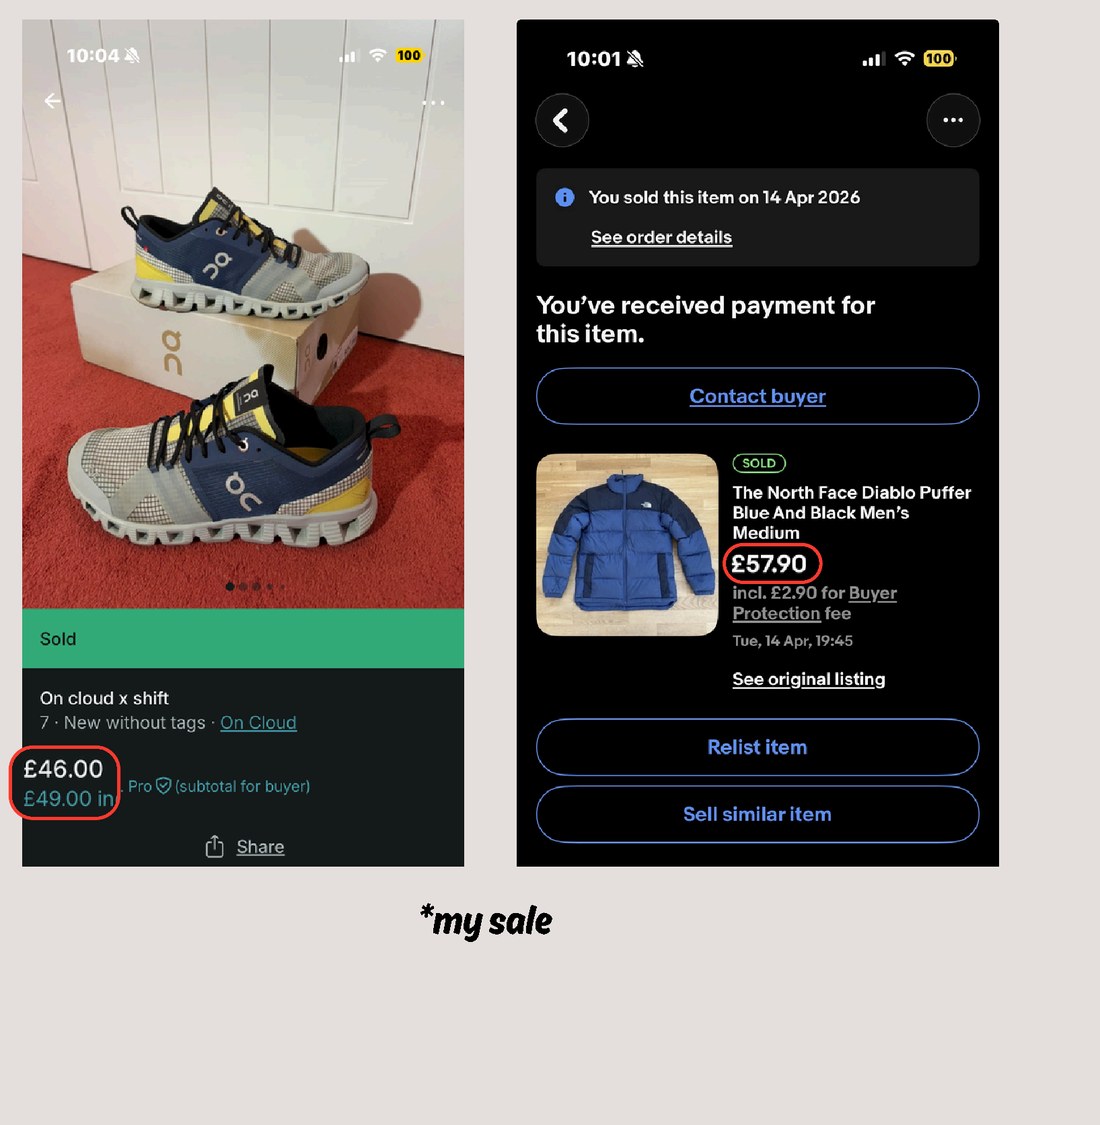 10:04
100
Sold
On cloud x shift
7 · New without tags · On Cloud
£46.00
£49.00 in
. Pro (subtotal for buyer)
Share
10:01
100
You sold this item on 14 Apr 2026
See order details
You've received payment for
this item.
Contact buyer
SOLD
The North Face Diablo Puffer
Blue And Black Men's
Medium
£57.90
incl. £2.90 for Buyer
Protection fee
Tue, 14 Apr, 19:45
See original listing
Relist item
Sell similar item
*my sale